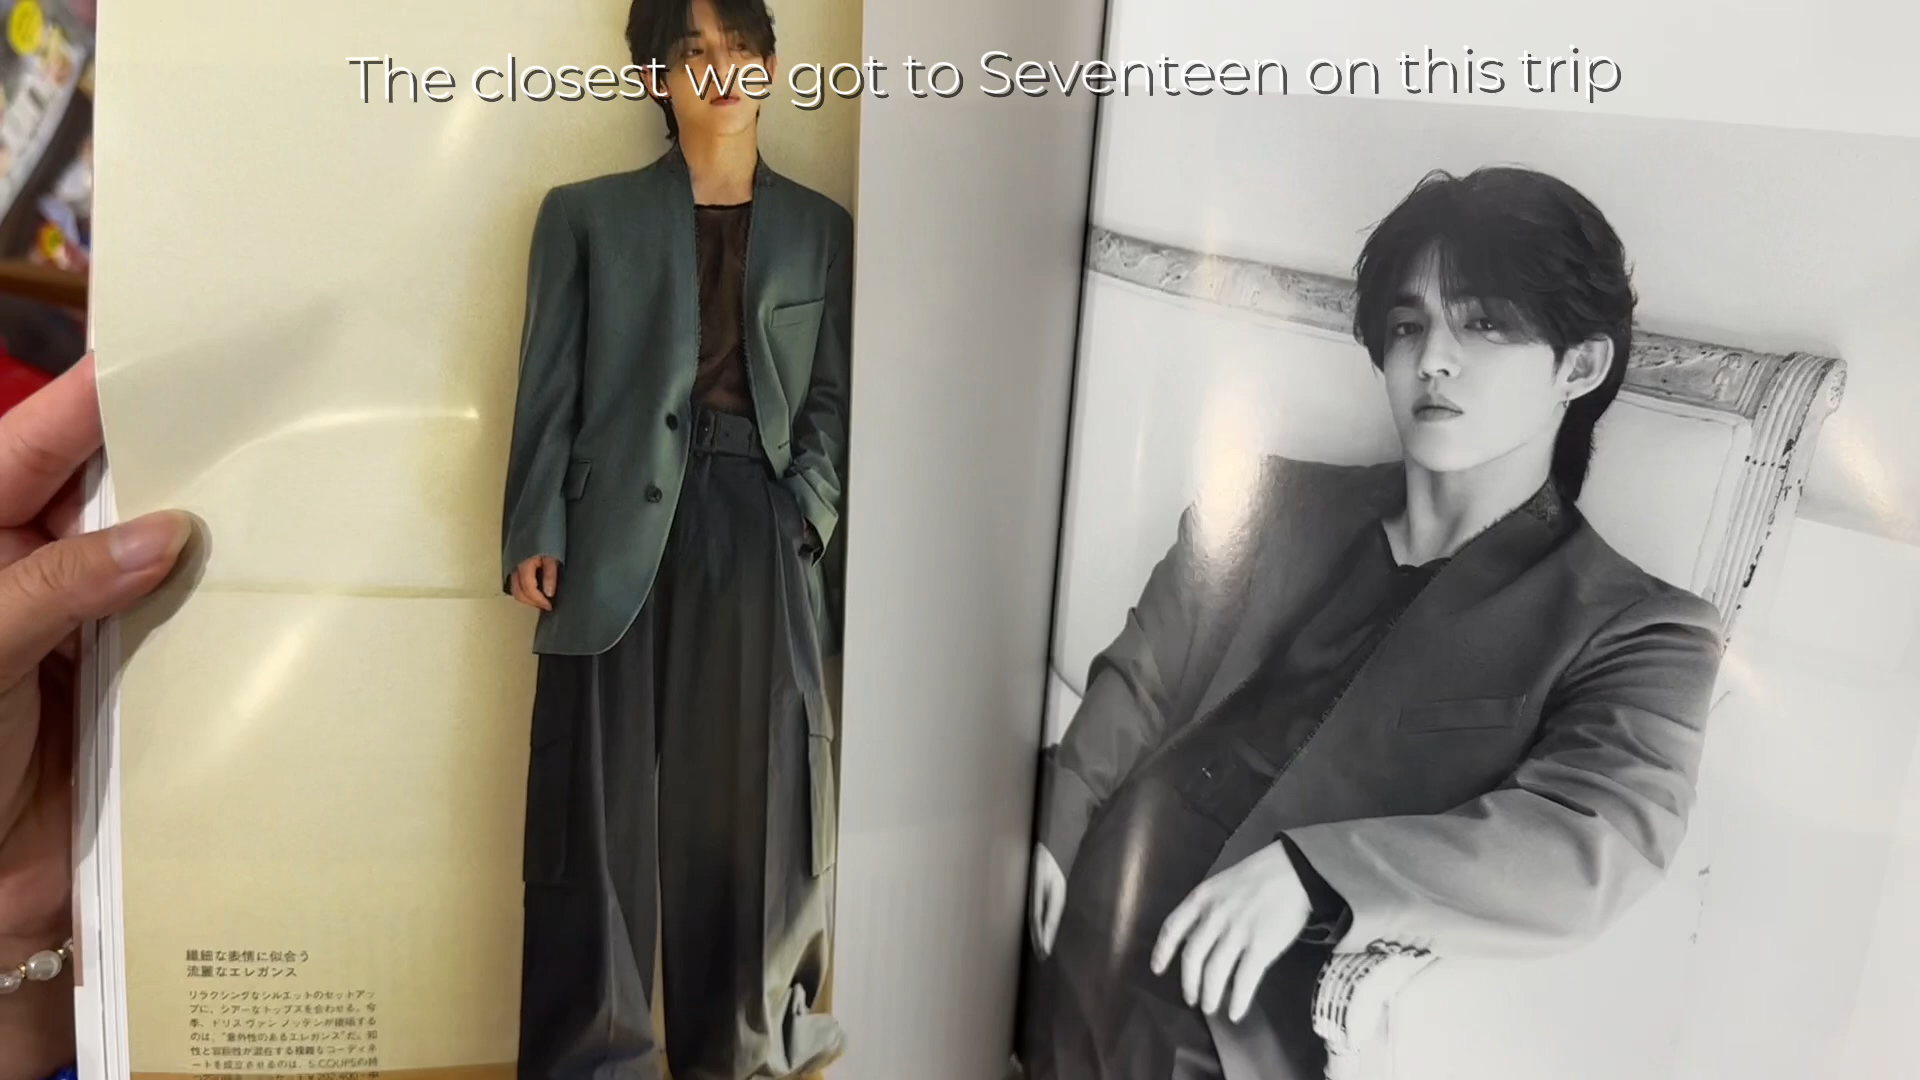 The closest we got to Seventeen on this trip
繊細な表情に似合う
流麗なエレガンス
リラクシングなシルエットのセットアッ
プに、シアーなトップスを合わせる。今
季、ドリス ヴァン ノッテンが提案する
のは、“意外性のあるエレガンス”だ。知
性と官能性が混在する複雑なコーディネ
ートを成立させるのは、S.COUPSの持